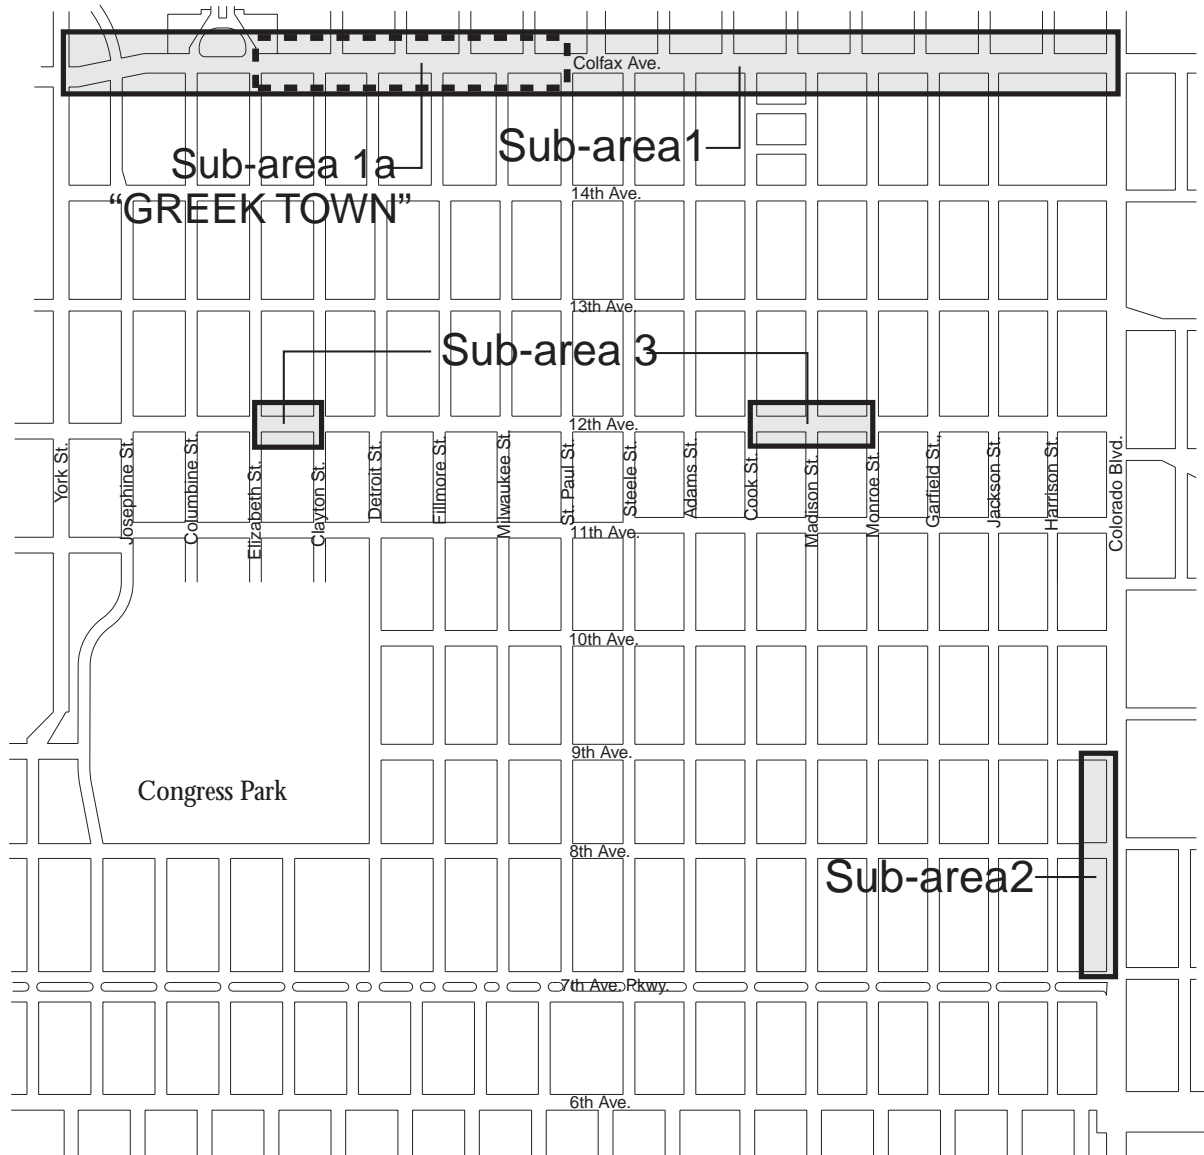 Colfax Ave.
Sub-area1
Sub-area 1a
“GREEK TOWN”
14th Ave.
13th Ave.
Sub-area 3
12th Ave.
York St.
Josephine St.
Columbine St.
Elizabeth St.
Clayton St.
Detroit St.
Fillmore St.
Milwaukee St.
St. Paul St.
Steele St.
Adams St.
Cook St.
Madison St.
Monroe St.
Garfield St.,
Jackson St.
Harrison St.
Colorado Blvd.
11th Ave.
10th Ave.
9th Ave.
Congress Park
8th Ave.
Sub-area2
7th Ave. Pkwy.
6th Ave.